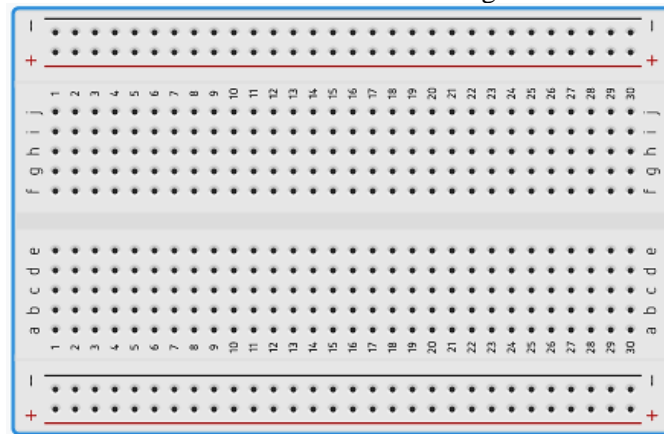 – –
+ +
1 2 3 4 5 6 7 8 9 10 11 12 13 14 15 16 17 18 19 20 21 22 23 24 25 26 27 28 29 30
j j
i i
h h
g g
f f
e e
d d
c c
b b
a a
1 2 3 4 5 6 7 8 9 10 11 12 13 14 15 16 17 18 19 20 21 22 23 24 25 26 27 28 29 30
– –
+ +